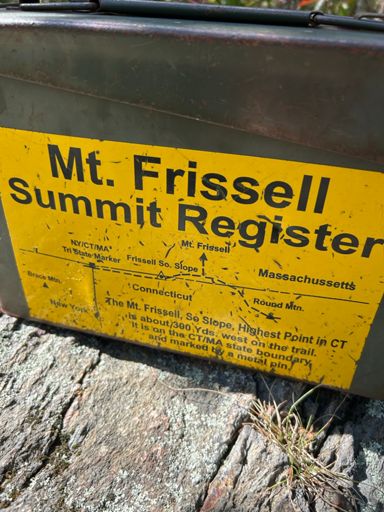 Mt. Frissell
Summit Register
NY/CT/MA
Tri State Marker
Frissell So. Slope
Mt. Frissell
Massachussetts
Brace Mtn.
Connecticut
Round Mtn.
New York
The Mt. Frissell, So Slope, Highest Point in CT
is about/300 Yds. west on the trail.
It is on the CT/MA state boundary
and marked by a metal pin.